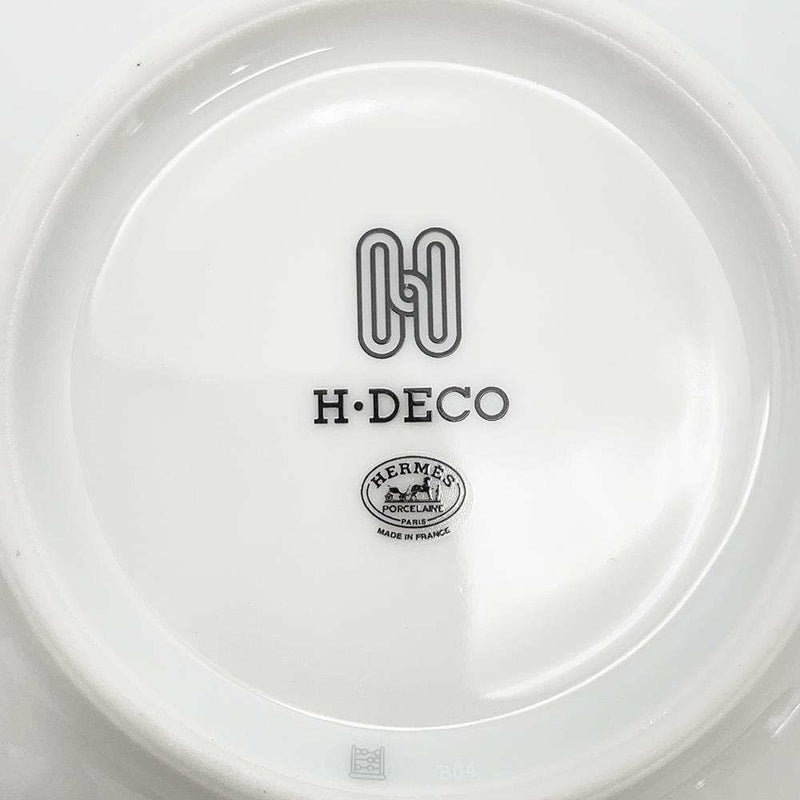 H·DECO
HERMÈS
PORCELAINE
PARIS
MADE IN FRANCE